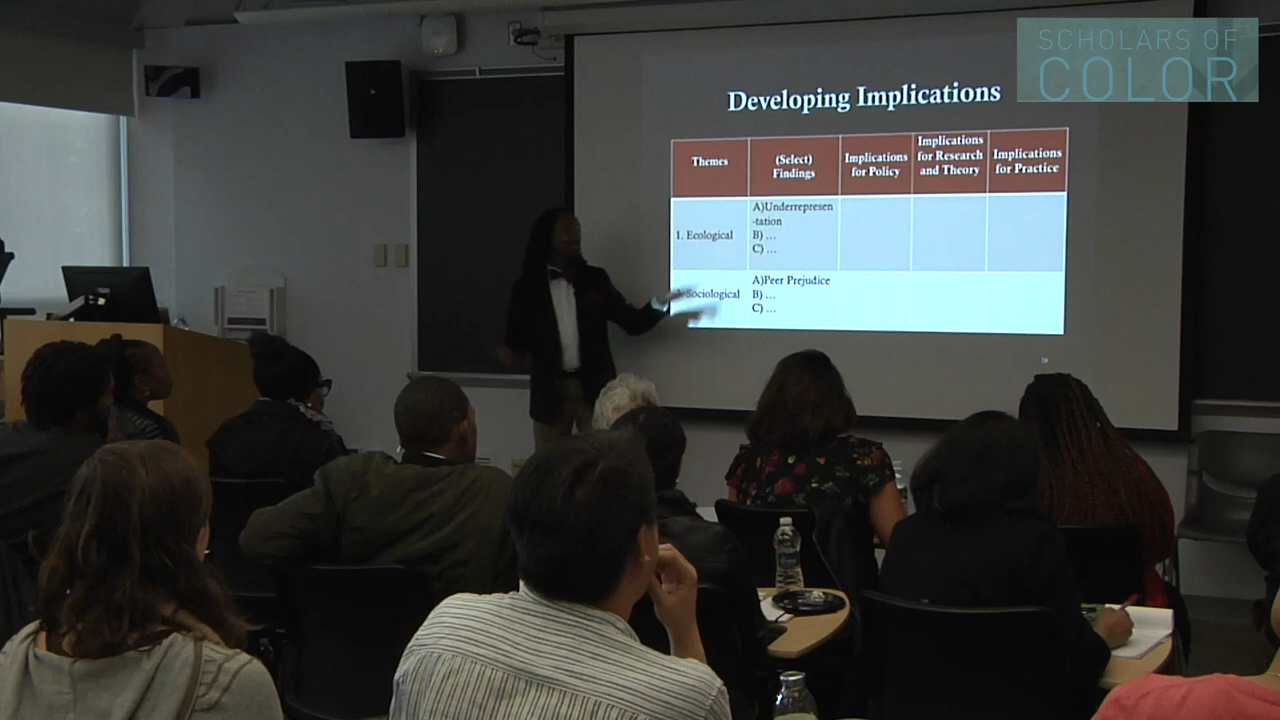 SCHOLARS OF
COLOR
Developing Implications
Themes
(Select)
Findings
Implications
for Policy
Implications
for Research
and Theory
Implications
for Practice
1. Ecological
A)Underrepresen
-tation
B) ...
C) ...
Sociological
A)Peer Prejudice
B) ...
C) ...